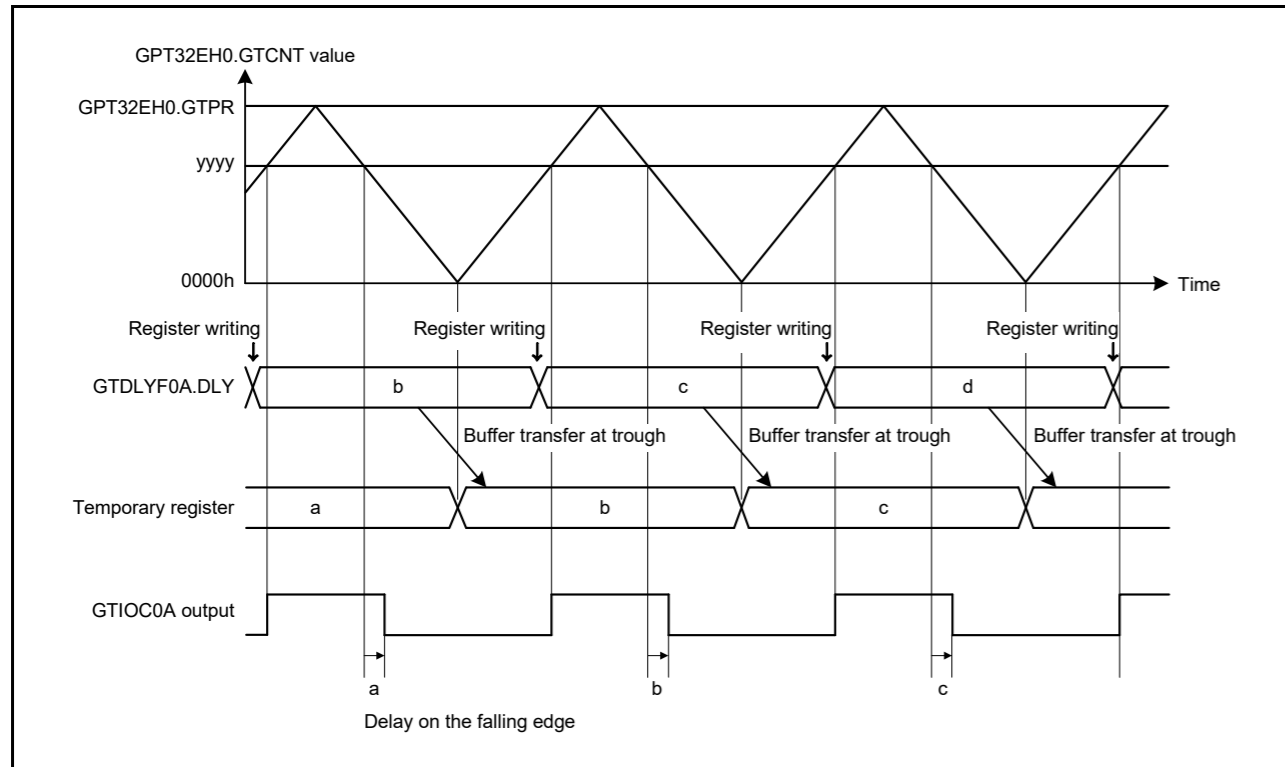 GPT32EH0.GTCNT value
GPT32EH0.GTPR
yyyy
0000h
Time
Register writing Register writing Register writing Register writing
GTDLYF0A.DLY b c d
Buffer transfer at trough Buffer transfer at trough Buffer transfer at trough
Temporary register a b c
GTIOC0A output
a b c
Delay on the falling edge